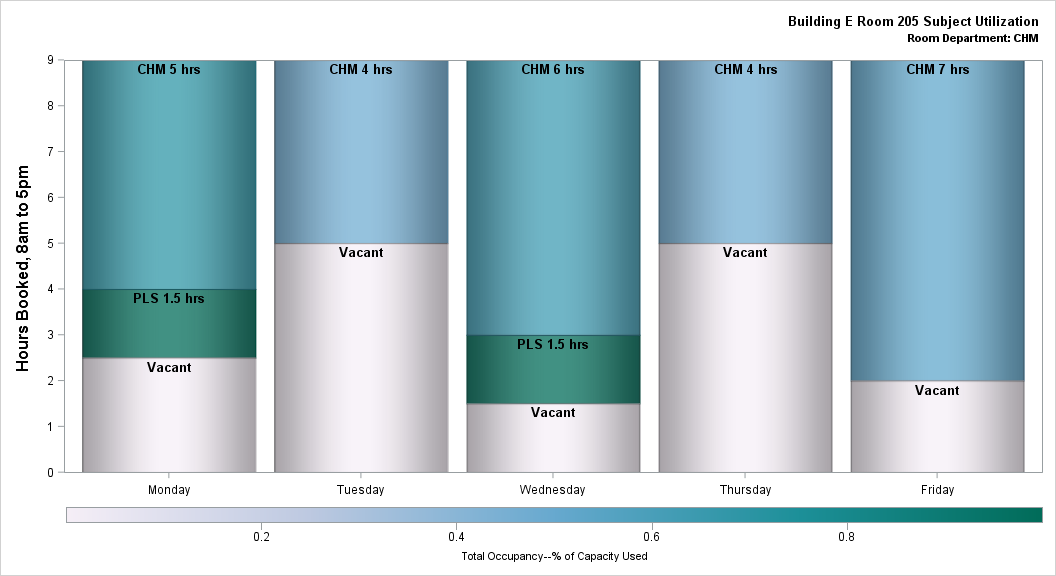 Building E Room 205 Subject Utilization
Room Department: CHM
Hours Booked, 8am to 5pm
9
8
7
6
5
4
3
2
1
0
CHM 5 hrs
PLS 1.5 hrs
Vacant
CHM 4 hrs
Vacant
CHM 6 hrs
PLS 1.5 hrs
Vacant
CHM 4 hrs
Vacant
CHM 7 hrs
Vacant
Monday Tuesday Wednesday Thursday Friday
0.2 0.4 0.6 0.8
Total Occupancy--% of Capacity Used